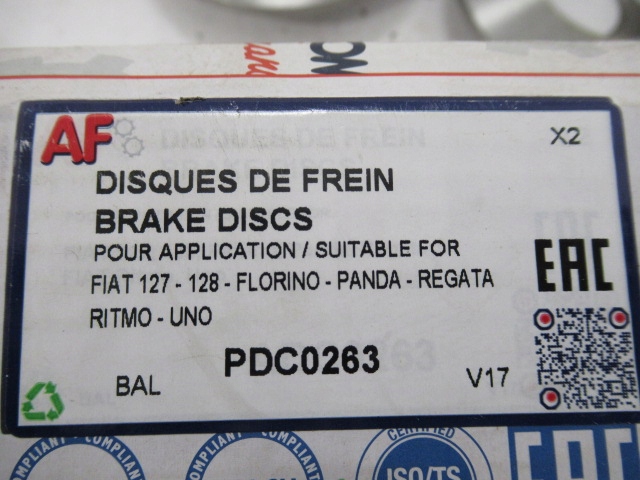 AF
X2
DISQUES DE FREIN
BRAKE DISCS
POUR APPLICATION / SUITABLE FOR
FIAT 127 - 128 - FLORINO - PANDA - REGATA
RITMO - UNO
EAC
BAL
PDC0263
V17
COMPLIANT
COMPLIANT
CERTIFIED
ISO/TS
EAC